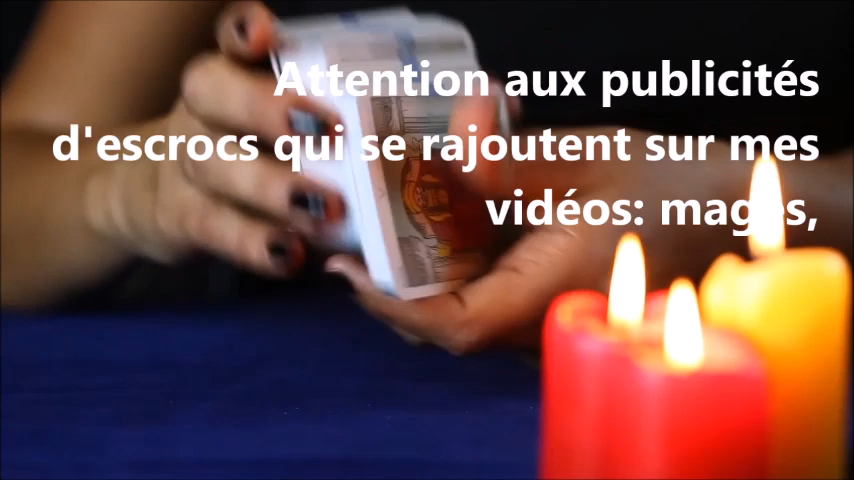 Attention aux publicités
d'escrocs qui se rajoutent sur mes
vidéos: mages,